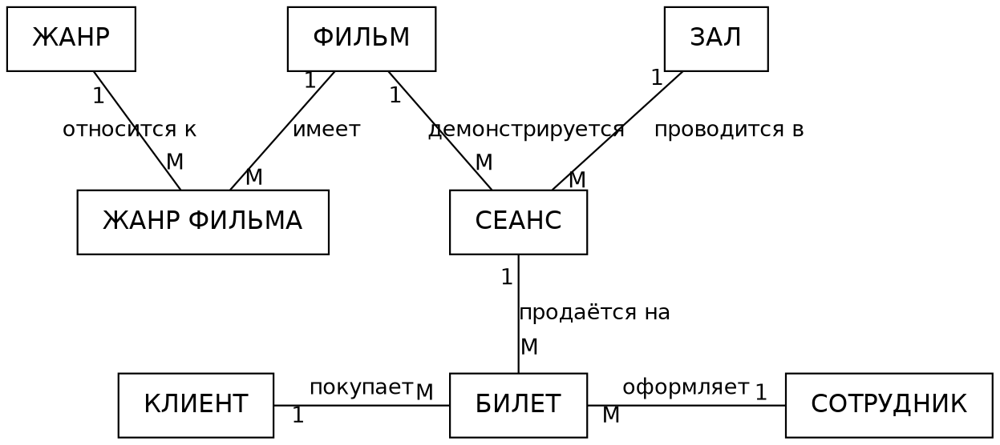 ЖАНР
ФИЛЬМ
ЗАЛ
1
1
1
1
относится к
имеет
демонстрируется
проводится в
М
М
М
М
ЖАНР ФИЛЬМА
СЕАНС
1
продаётся на
М
КЛИЕНТ
1
покупает
М
БИЛЕТ
М
оформляет
1
СОТРУДНИК